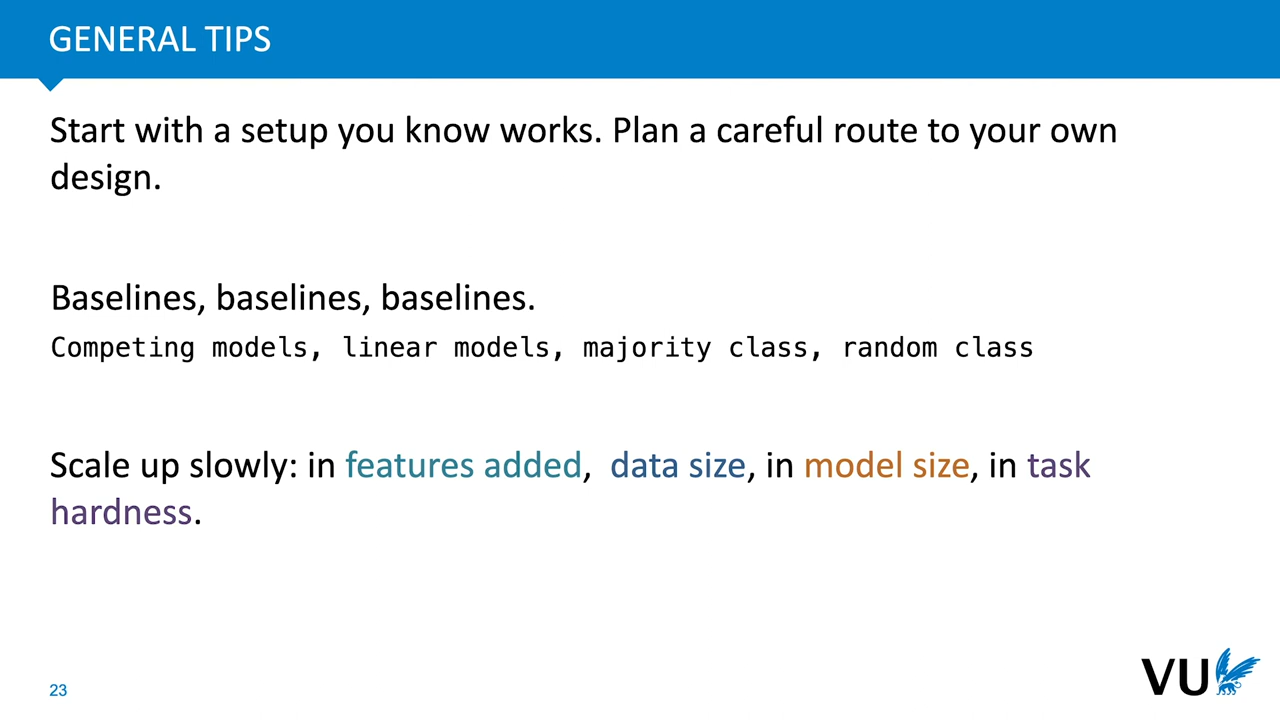 GENERAL TIPS
Start with a setup you know works. Plan a careful route to your own
design.
Baselines, baselines, baselines.
Competing models, linear models, majority class, random class
Scale up slowly: in features added,  data size, in model size, in task
hardness.
23
VU